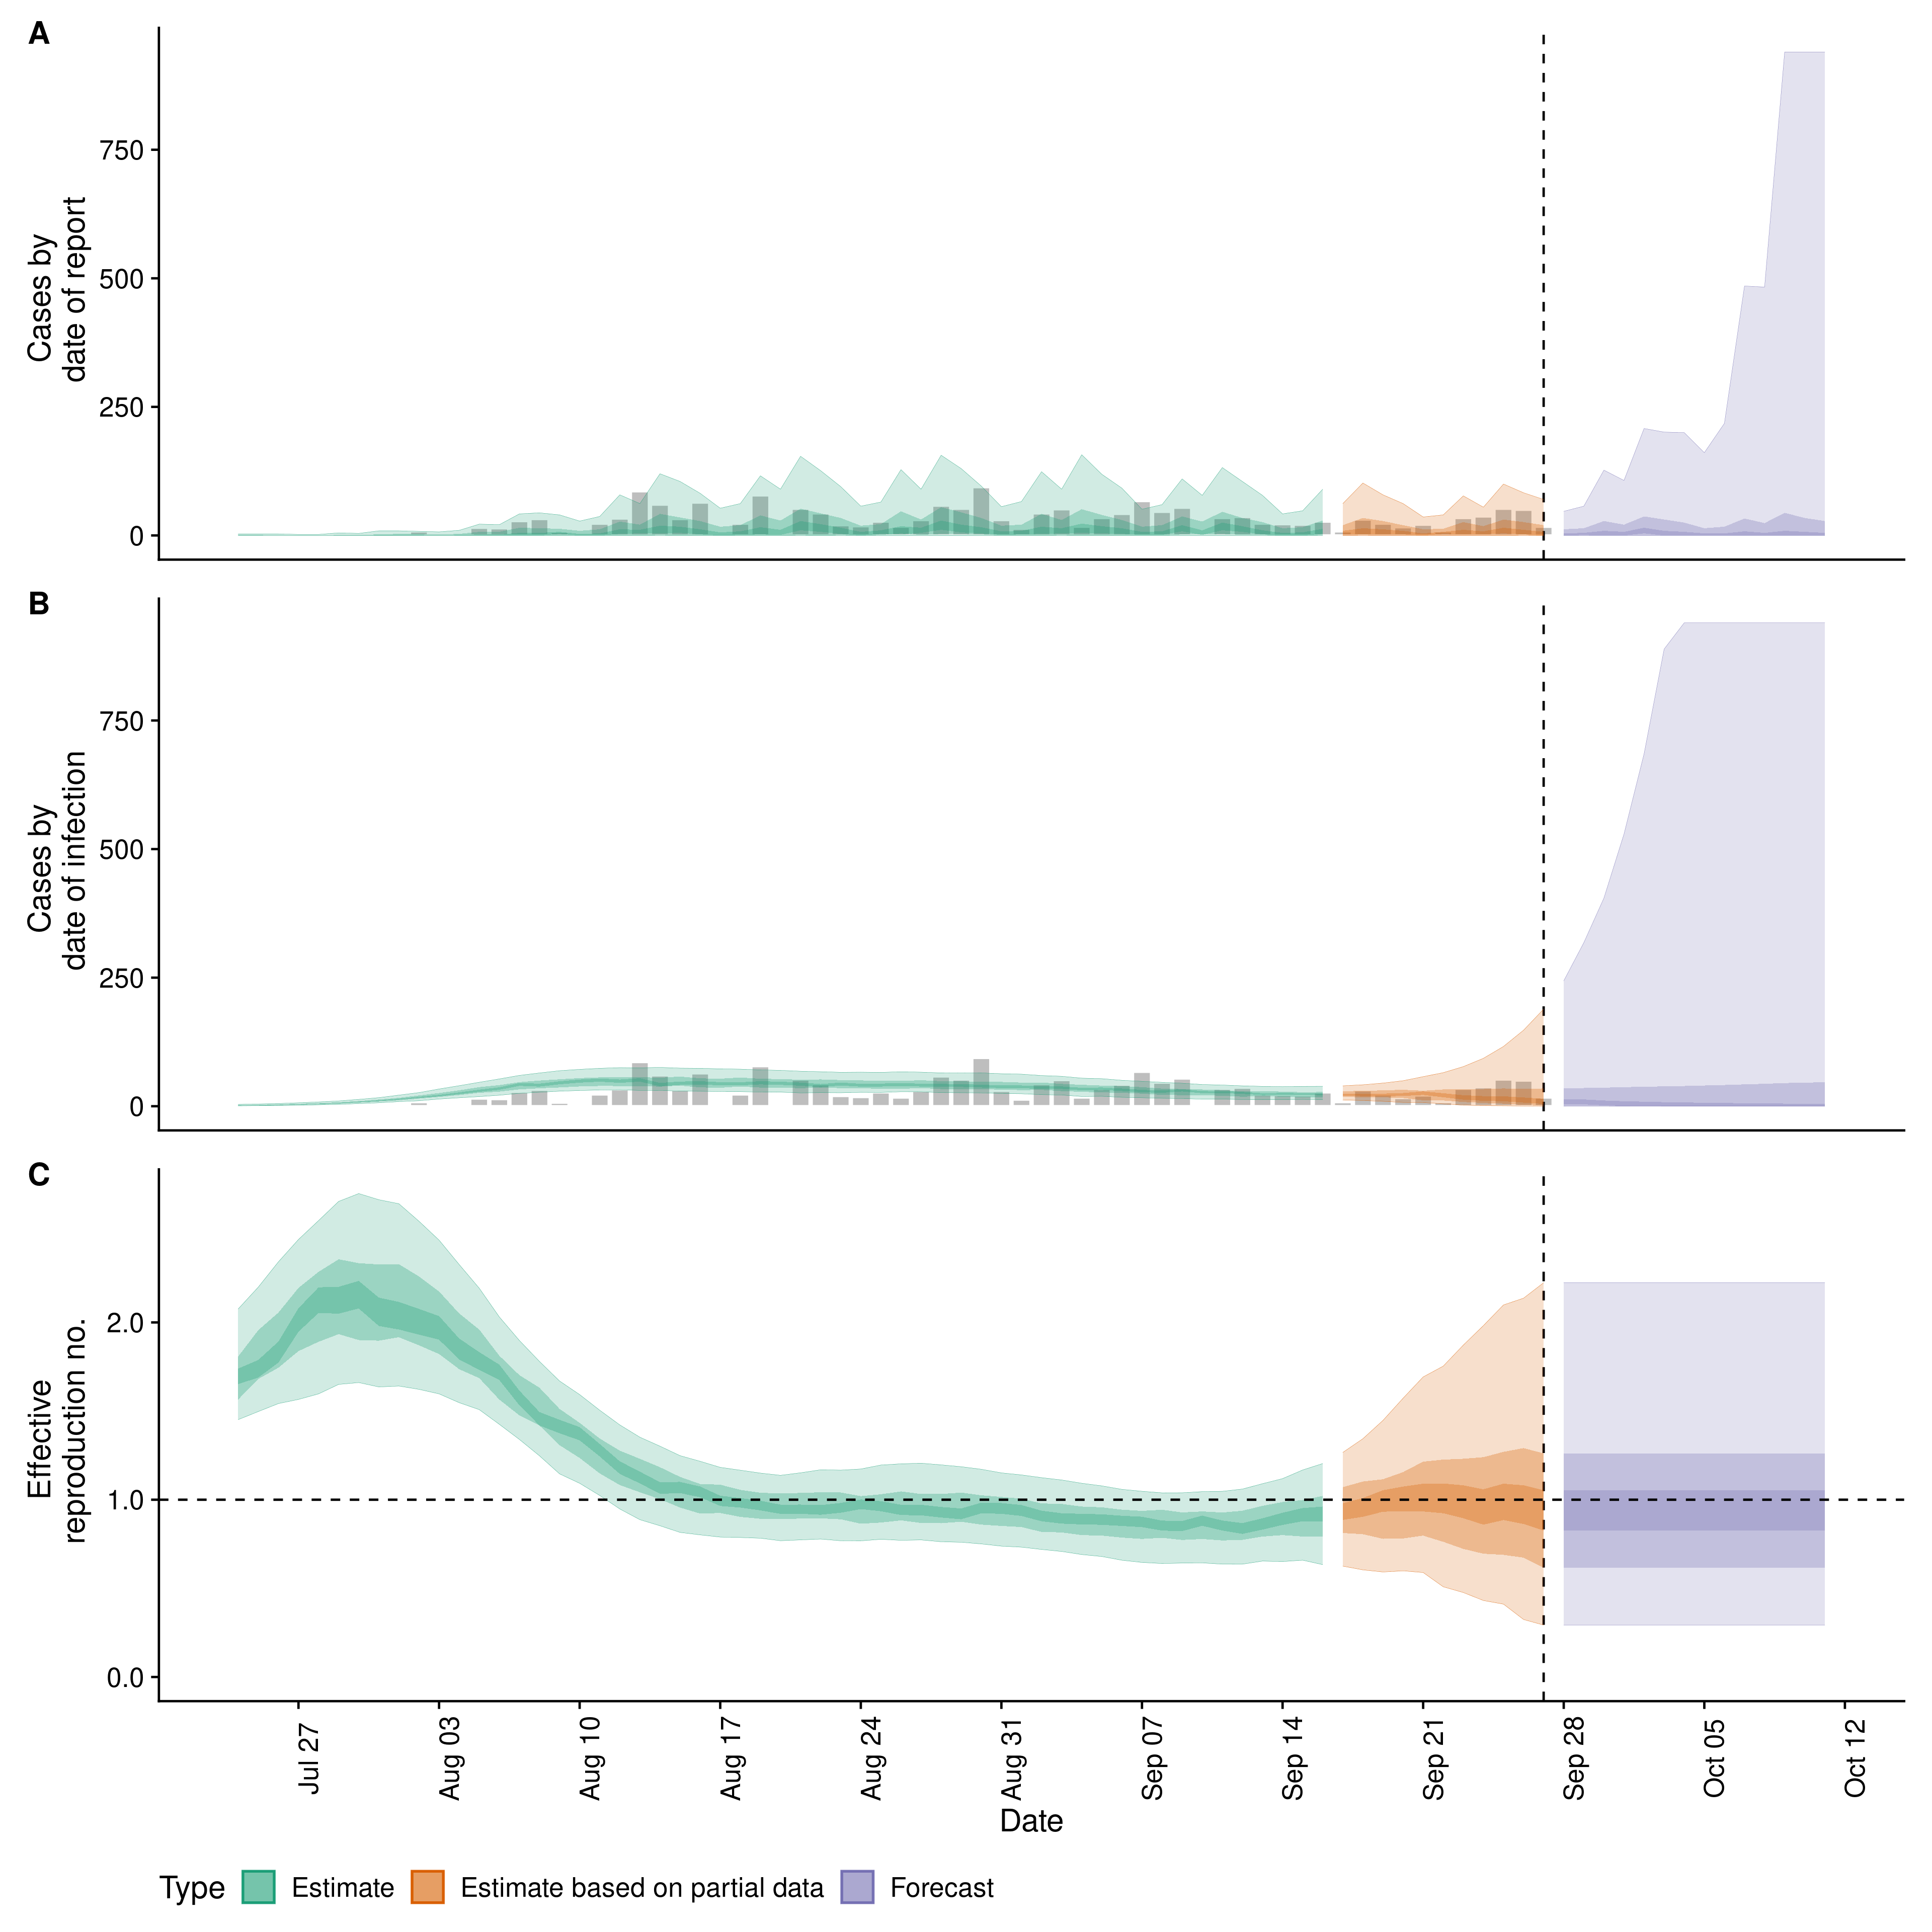 A
Cases by
date of report
750
500
250
0
B
Cases by
date of infection
750
500
250
0
C
Effective
reproduction no.
2.0
1.0
0.0
Jul 27
Aug 03
Aug 10
Aug 17
Aug 24
Aug 31
Sep 07
Sep 14
Sep 21
Sep 28
Oct 05
Oct 12
Date
Type Estimate Estimate based on partial data Forecast